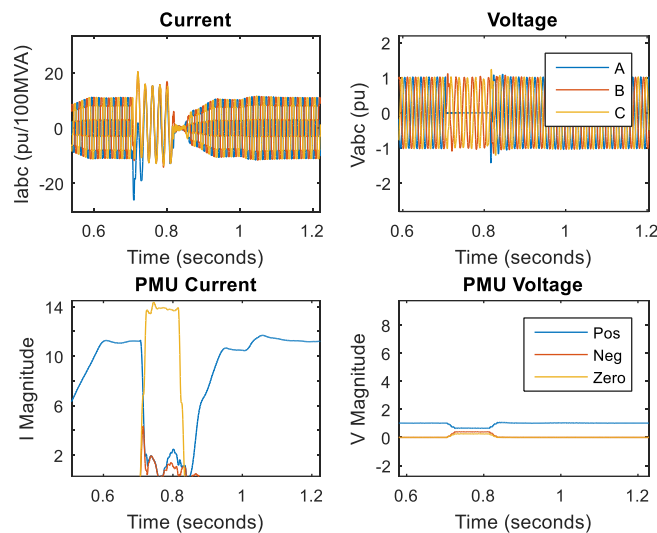 Current
Iabc (pu/100MVA)
20
0
-20
0.6 0.8 1 1.2
Time (seconds)
Voltage
Vabc (pu)
2
1
0
-1
-2
A
B
C
0.6 0.8 1 1.2
Time (seconds)
PMU Current
I Magnitude
14
10
6
2
0.6 0.8 1 1.2
Time (seconds)
PMU Voltage
V Magnitude
8
6
4
2
0
-2
Pos
Neg
Zero
0.6 0.8 1 1.2
Time (seconds)